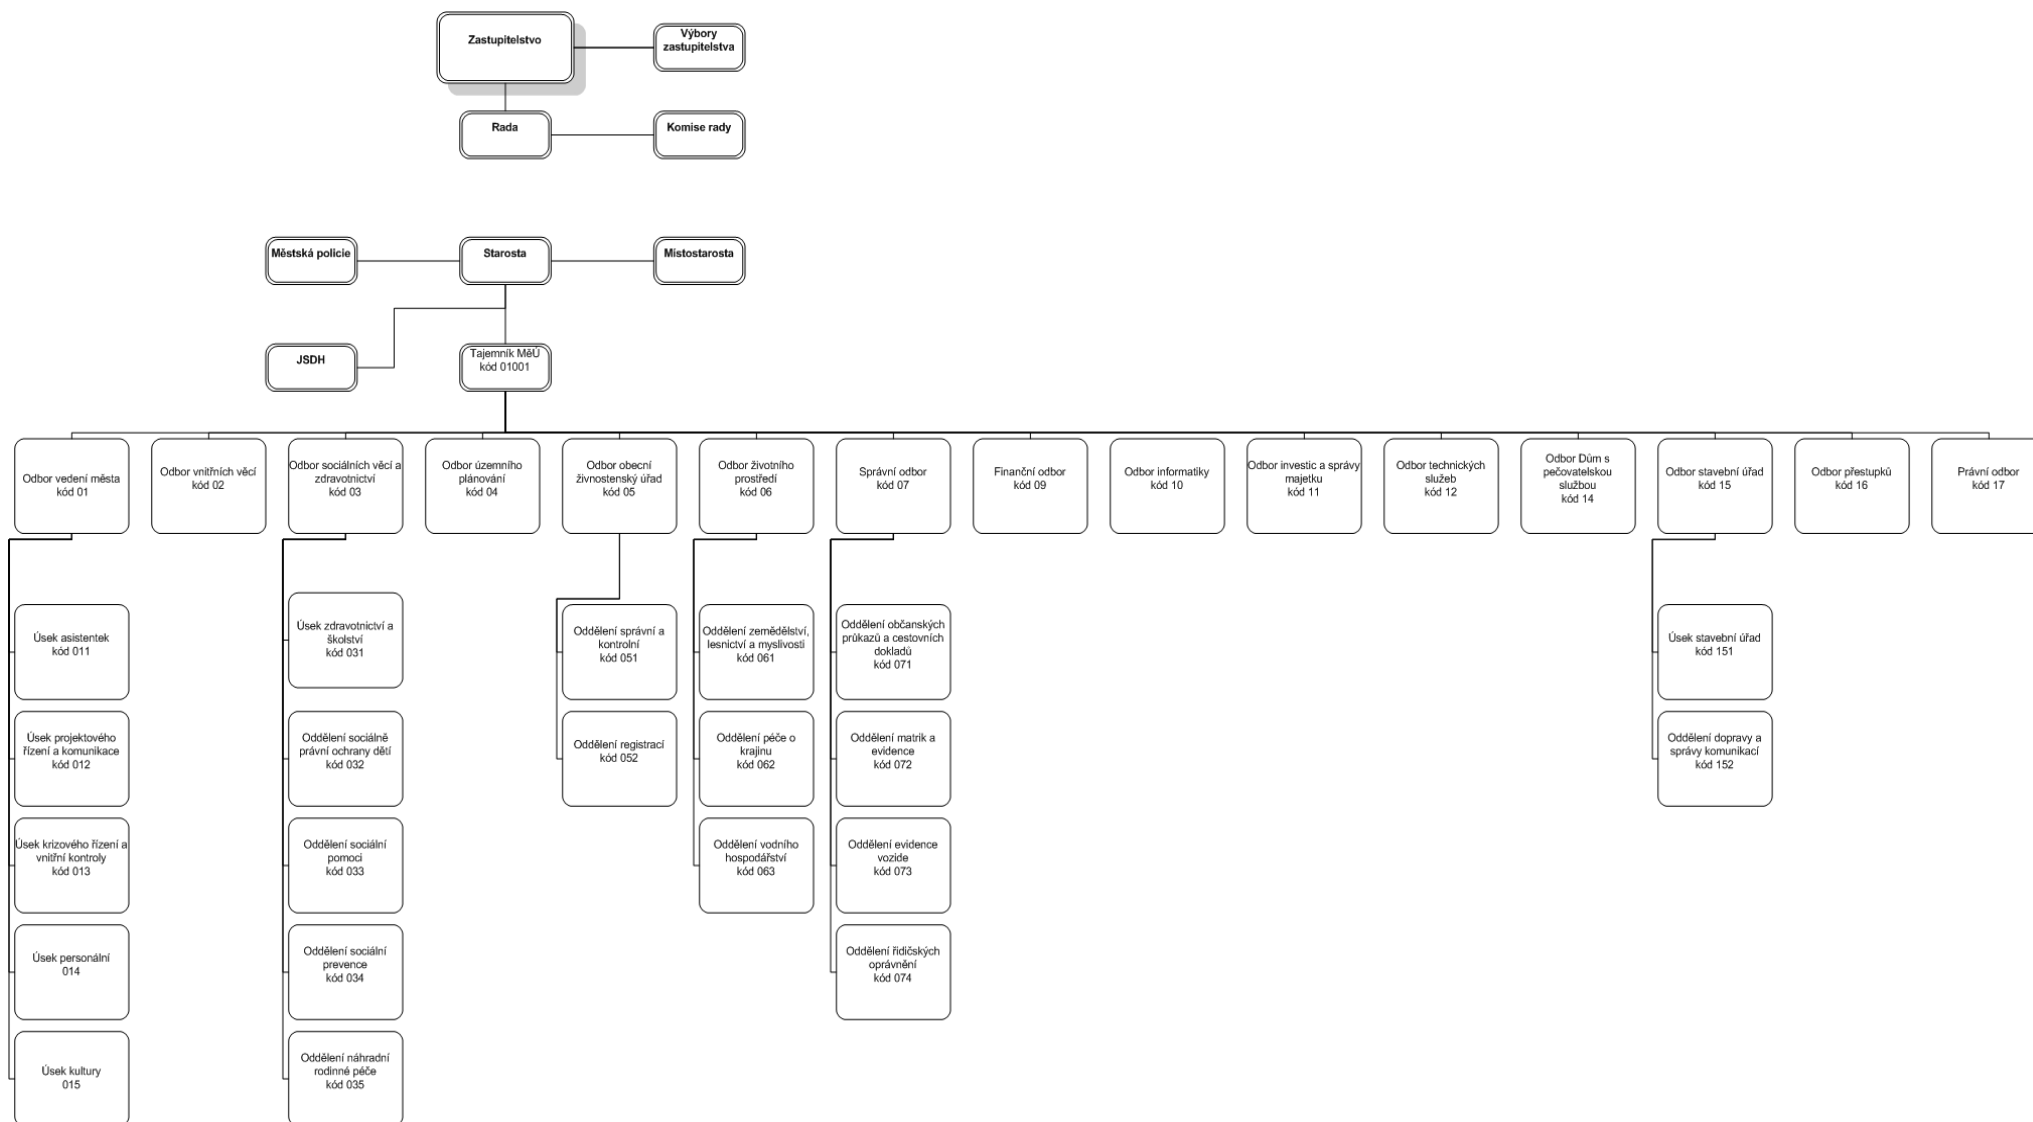 Zastupitelstvo
Výbory
zastupitelstva
Rada
Komise rady
Městská policie
Starosta
Místostarosta
JSDH
Tajemník MěÚ
kód 01001
Odbor vedení města
kód 01
Odbor vnitřních věcí
kód 02
Odbor sociálních věcí a
zdravotnictví
kód 03
Odbor územního
plánování
kód 04
Odbor obecní
živnostenský úřad
kód 05
Odbor životního
prostředí
kód 06
Správní odbor
kód 07
Finanční odbor
kód 09
Odbor informatiky
kód 10
Odbor investic a správy
majetku
kód 11
Odbor technických
služeb
kód 12
Odbor Dům s
pečovatelskou
službou
kód 14
Odbor stavební úřad
kód 15
Odbor přestupků
kód 16
Právní odbor
kód 17
Úsek asistentek
kód 011
Úsek zdravotnictví a
školství
kód 031
Oddělení správní a
kontrolní
kód 051
Oddělení zemědělství,
lesnictví a myslivosti
kód 061
Oddělení občanských
průkazů a cestovních
dokladů
kód 071
Úsek stavební úřad
kód 151
Úsek projektového
řízení a komunikace
kód 012
Oddělení sociálně
právní ochrany dětí
kód 032
Oddělení registrací
kód 052
Oddělení péče o
krajinu
kód 062
Oddělení matrik a
evidence
kód 072
Oddělení dopravy a
správy komunikací
kód 152
Úsek krizového řízení a
vnitřní kontroly
kód 013
Oddělení sociální
pomoci
kód 033
Oddělení vodního
hospodářství
kód 063
Oddělení evidence
vozide
kód 073
Úsek personální
014
Oddělení sociální
prevence
kód 034
Oddělení řidičských
oprávnění
kód 074
Úsek kultury
015
Oddělení náhradní
rodinné péče
kód 035